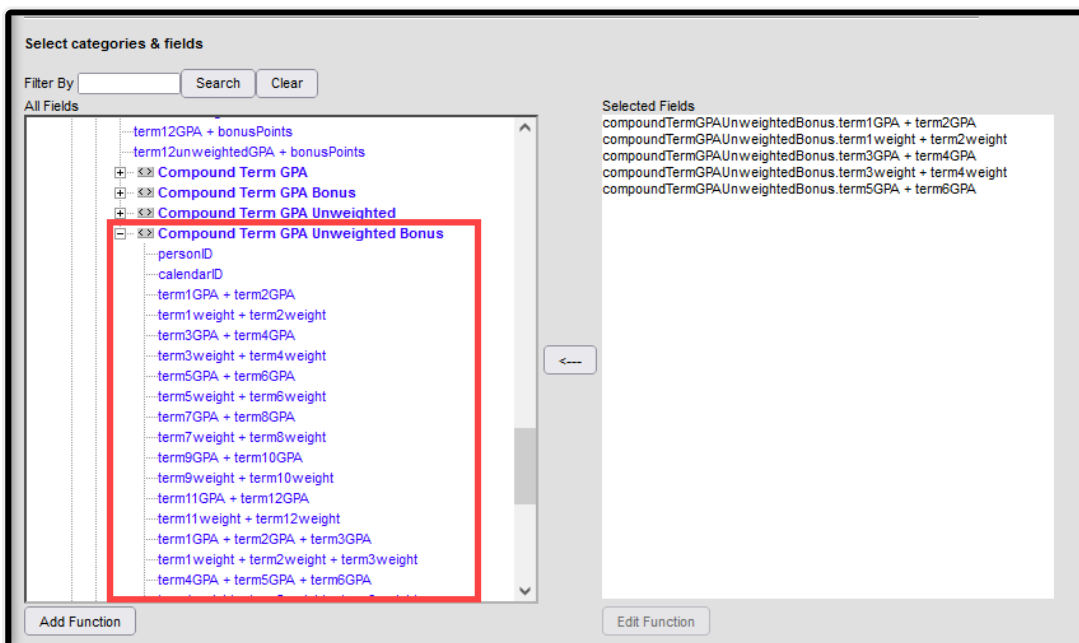 Select categories & fields
Filter By Search Clear
All Fields
term12GPA + bonusPoints
term12unweightedGPA + bonusPoints
Compound Term GPA
Compound Term GPA Bonus
Compound Term GPA Unweighted
Compound Term GPA Unweighted Bonus
personID
calendarID
term1GPA + term2GPA
term1weight + term2weight
term3GPA + term4GPA
term3weight + term4weight
term5GPA + term6GPA
term5weight + term6weight
term7GPA + term8GPA
term7weight + term8weight
term9GPA + term10GPA
term9weight + term10weight
term11GPA + term12GPA
term11weight + term12weight
term1GPA + term2GPA + term3GPA
term1weight + term2weight + term3weight
term4GPA + term5GPA + term6GPA
Add Function
<---
Selected Fields
compoundTermGPAUnweightedBonus.term1GPA + term2GPA
compoundTermGPAUnweightedBonus.term1weight + term2weight
compoundTermGPAUnweightedBonus.term3GPA + term4GPA
compoundTermGPAUnweightedBonus.term3weight + term4weight
compoundTermGPAUnweightedBonus.term5GPA + term6GPA
Edit Function